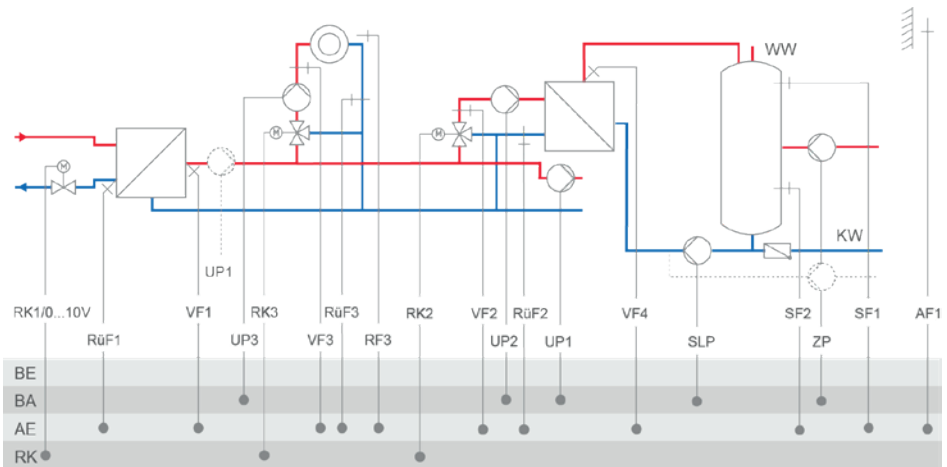 WW
M
M
M
KW
UP1
RK1/0...10V
VF1
RK3
RüF3
RK2
VF2
RüF2
VF4
SF2
SF1
AF1
RüF1
UP3
VF3
RF3
UP2
UP1
SLP
ZP
BE
BA
AE
RK